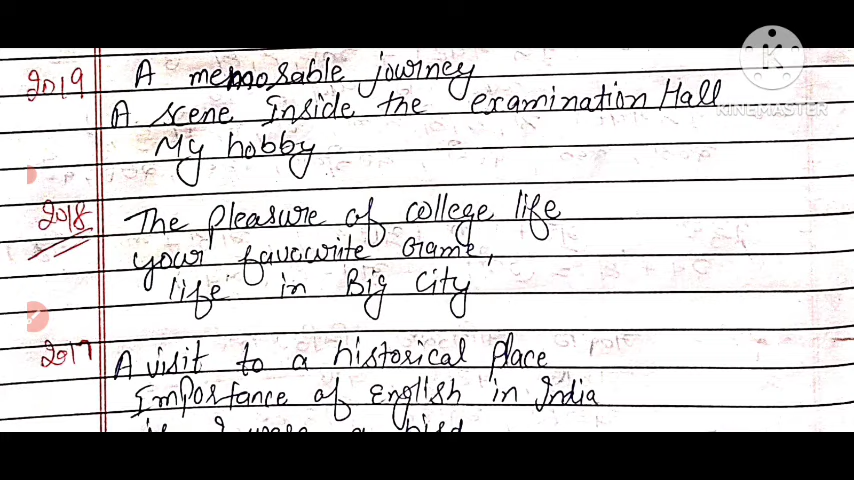 KINEMASTER
2019 A memorable journey
A scene Inside the examination Hall
My hobby
2018 The pleasure of college life
your favourite Game,
life in Big City
2017 A visit to a historical place
Importance of English in India